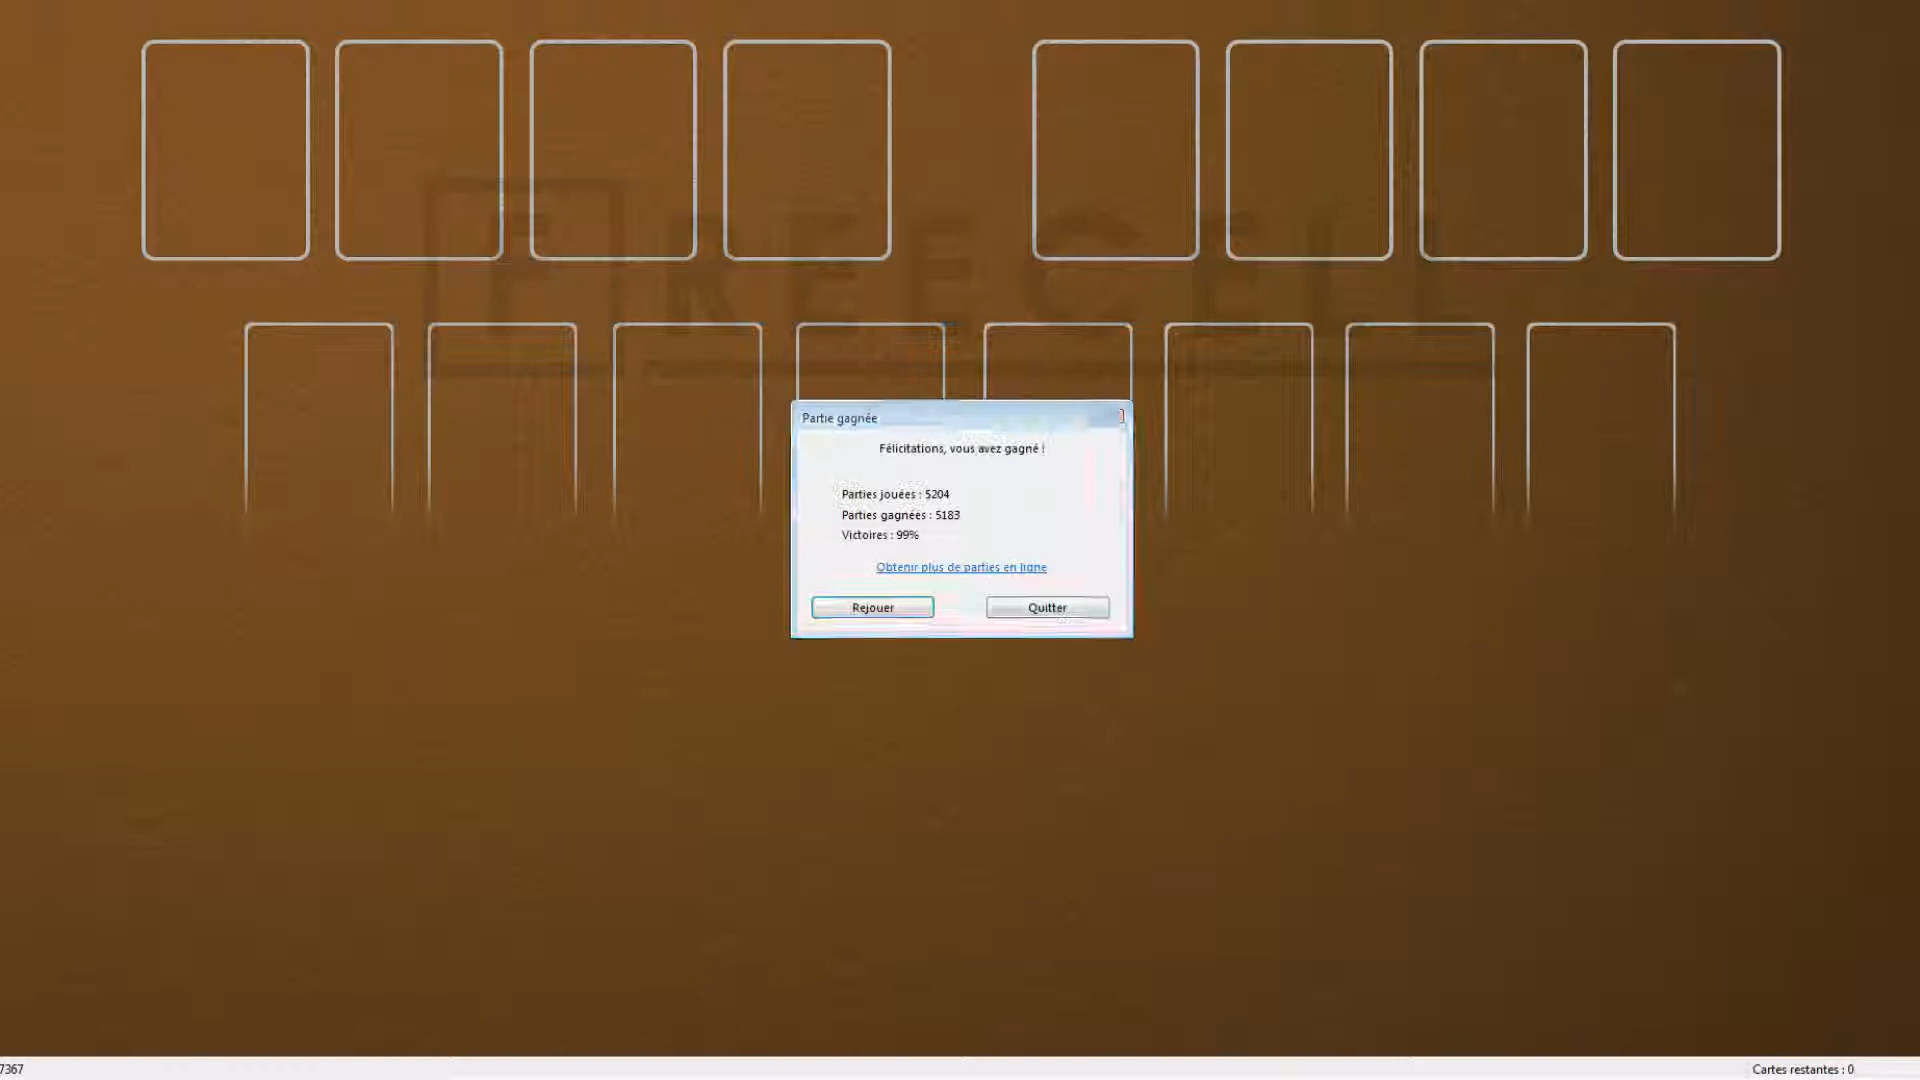 FREECELL
Partie gagnée
Félicitations, vous avez gagné !
Parties jouées : 5204
Parties gagnées : 5183
Victoires : 99%
Obtenir plus de parties en ligne
Rejouer
Quitter
7367
Cartes restantes : 0